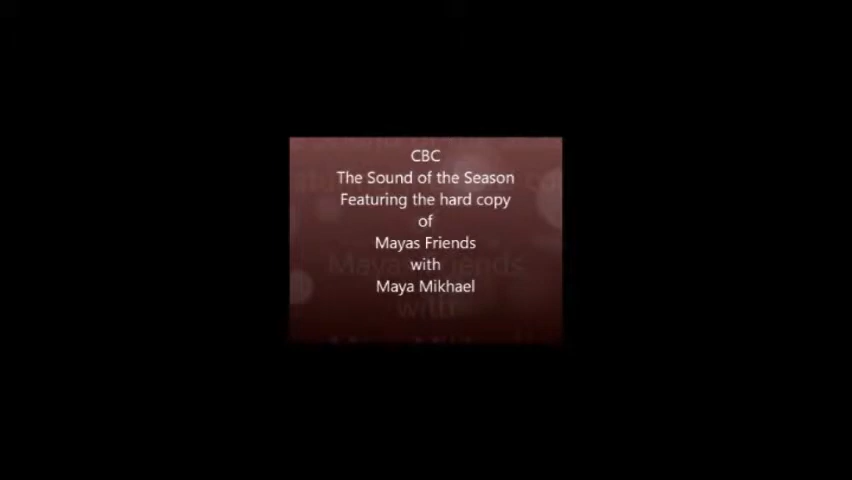 CBC
The Sound of the Season
Featuring the hard copy
of
Mayas Friends
with
Maya Mikhael